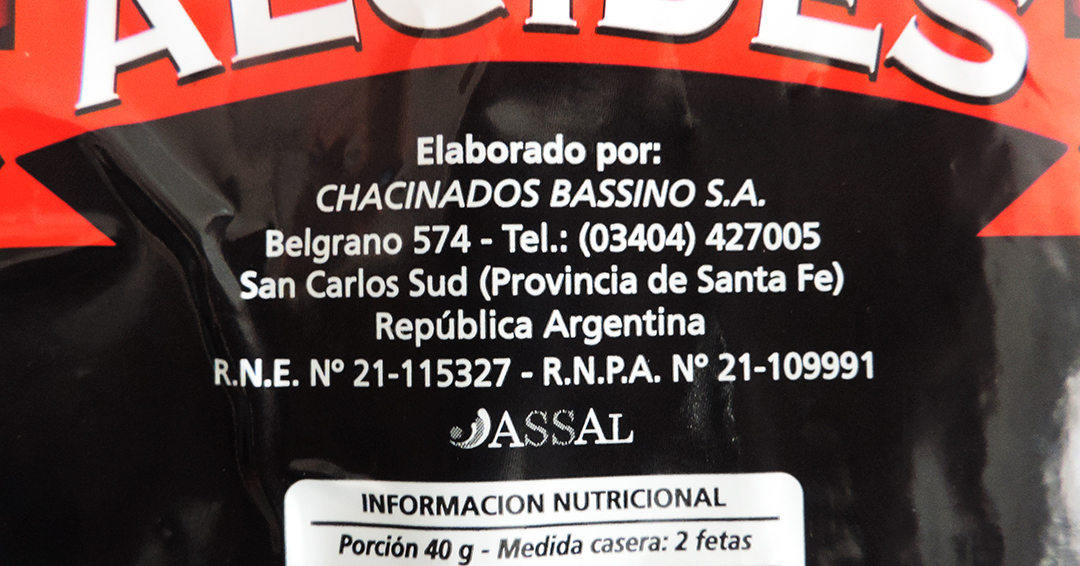 ALCIDES
Elaborado por:
CHACINADOS BASSINO S.A.
Belgrano 574 - Tel.: (03404) 427005
San Carlos Sud (Provincia de Santa Fe)
República Argentina
R.N.E. Nº 21-115327 - R.N.P.A. Nº 21-109991
ASSAL
INFORMACION NUTRICIONAL
Porción 40 g - Medida casera: 2 fetas